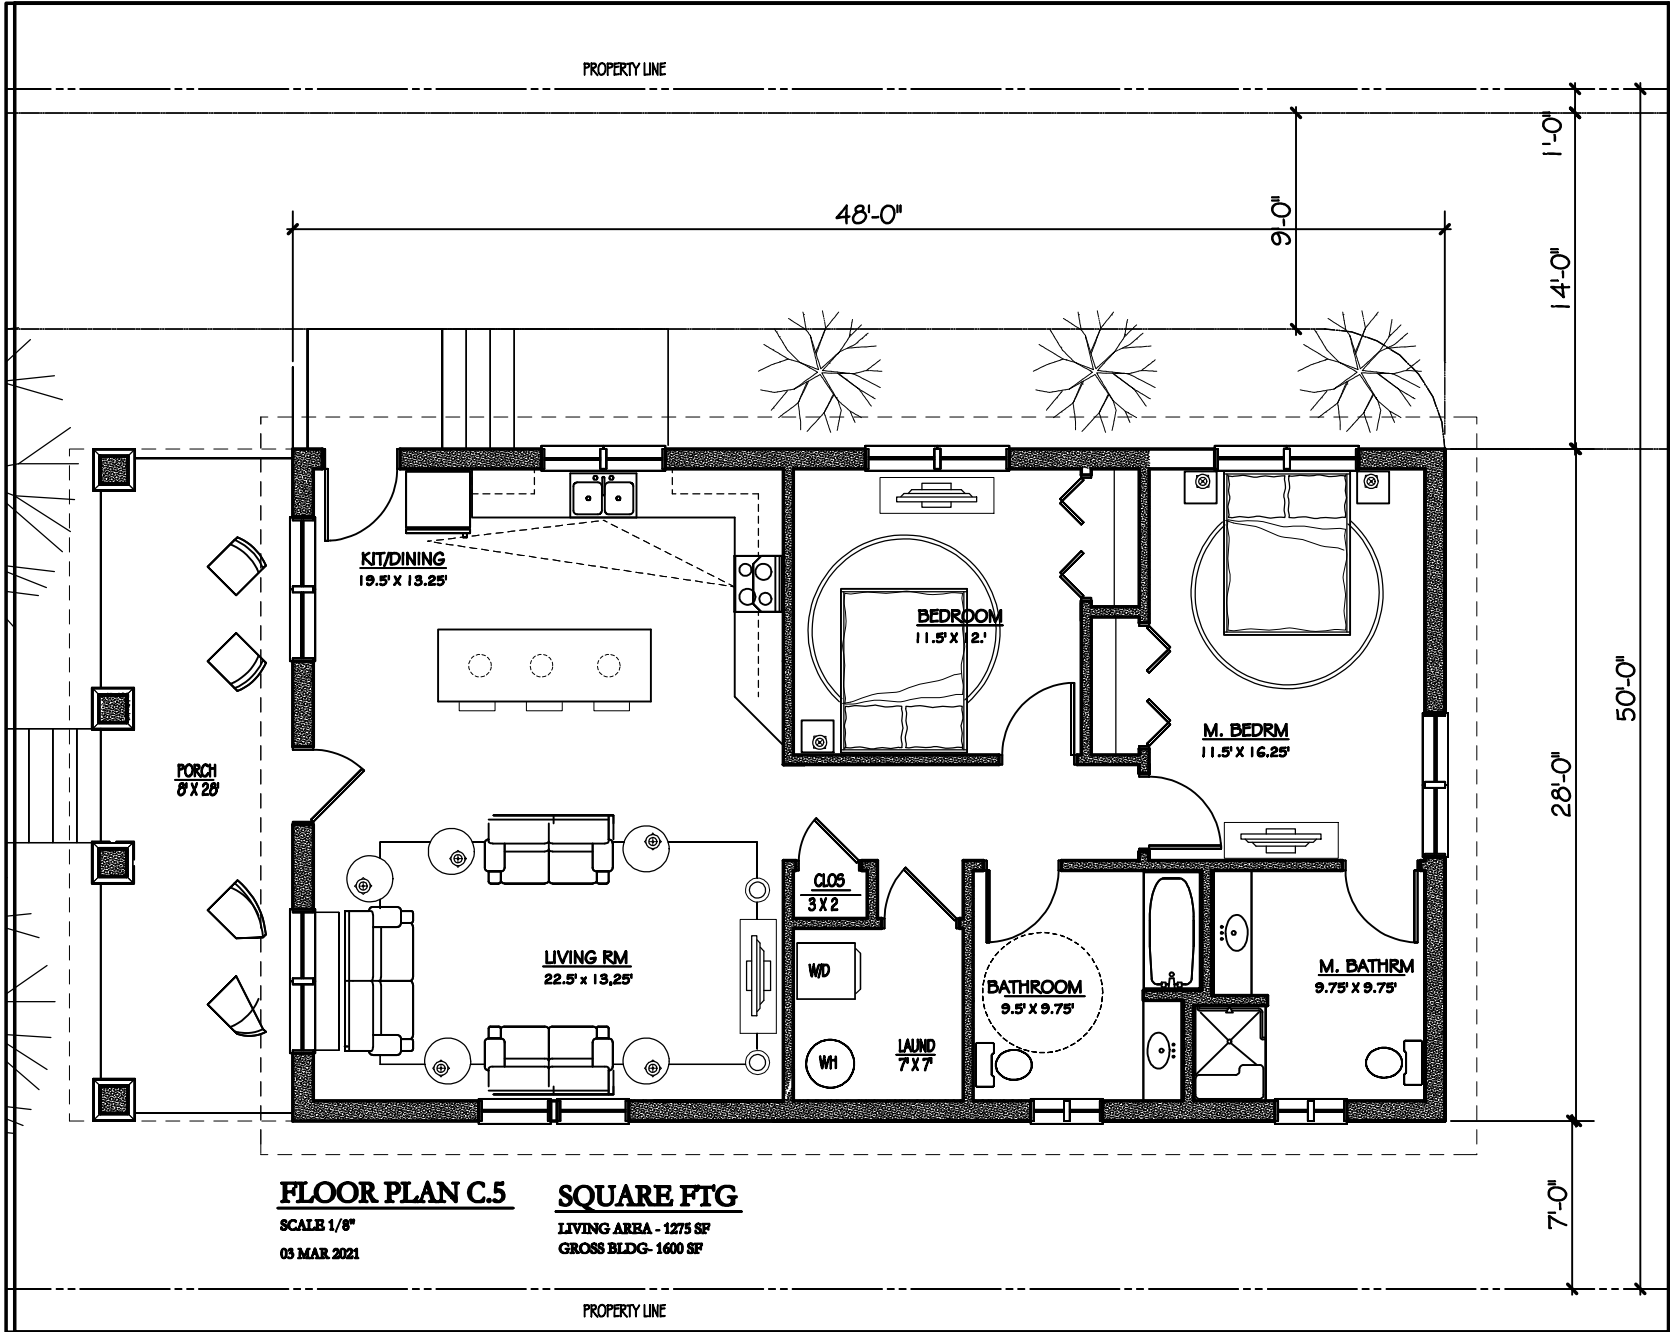 PROPERTY LINE
1'-0"
48'-0"
9'-0"
14'-0"
KIT/DINING
19.5' X 13.25'
BEDROOM
11.5' X 12.'
M. BEDRM
11.5' X 16.25'
50'-0"
28'-0"
PORCH
8' X 28'
CLOS
3 X 2
LIVING RM
22.5' x 13,25'
W/D
BATHROOM
9.5' X 9.75'
M. BATHRM
9.75' X 9.75'
WH
LAUND
7' X 7'
FLOOR PLAN C.5
SCALE 1/8"
03 MAR 2021
SQUARE FTG
LIVING AREA - 1275 SF
GROSS BLDG- 1600 SF
7'-0"
PROPERTY LINE